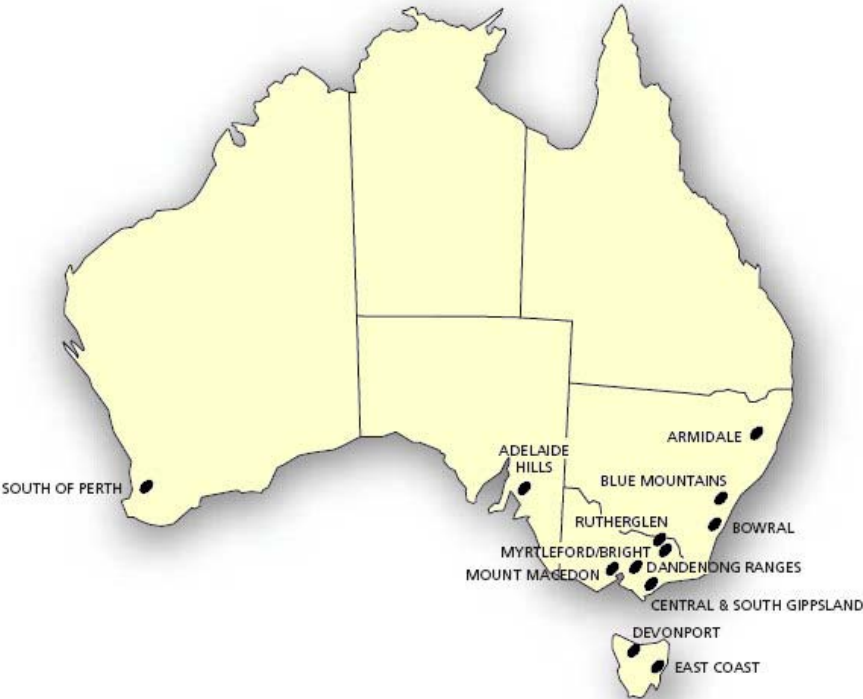 ARMIDALE
ADELAIDE
HILLS
BLUE MOUNTAINS
SOUTH OF PERTH
RUTHERGLEN
BOWRAL
MYRTLEFORD/BRIGHT
DANDENONG RANGES
MOUNT MACEDON
CENTRAL & SOUTH GIPPSLAND
DEVONPORT
EAST COAST